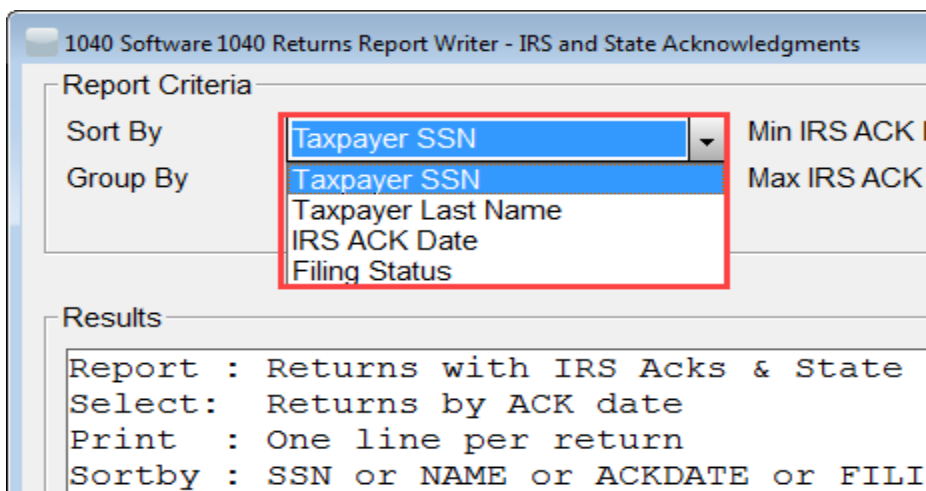 1040 Software 1040 Returns Report Writer - IRS and State Acknowledgments
Report Criteria
Sort By Taxpayer SSN Min IRS ACK
Group By Taxpayer SSN Max IRS ACK
Taxpayer Last Name
IRS ACK Date
Filing Status
Results
Report : Returns with IRS Acks & State
Select: Returns by ACK date
Print : One line per return
Sortby : SSN or NAME or ACKDATE or FILI